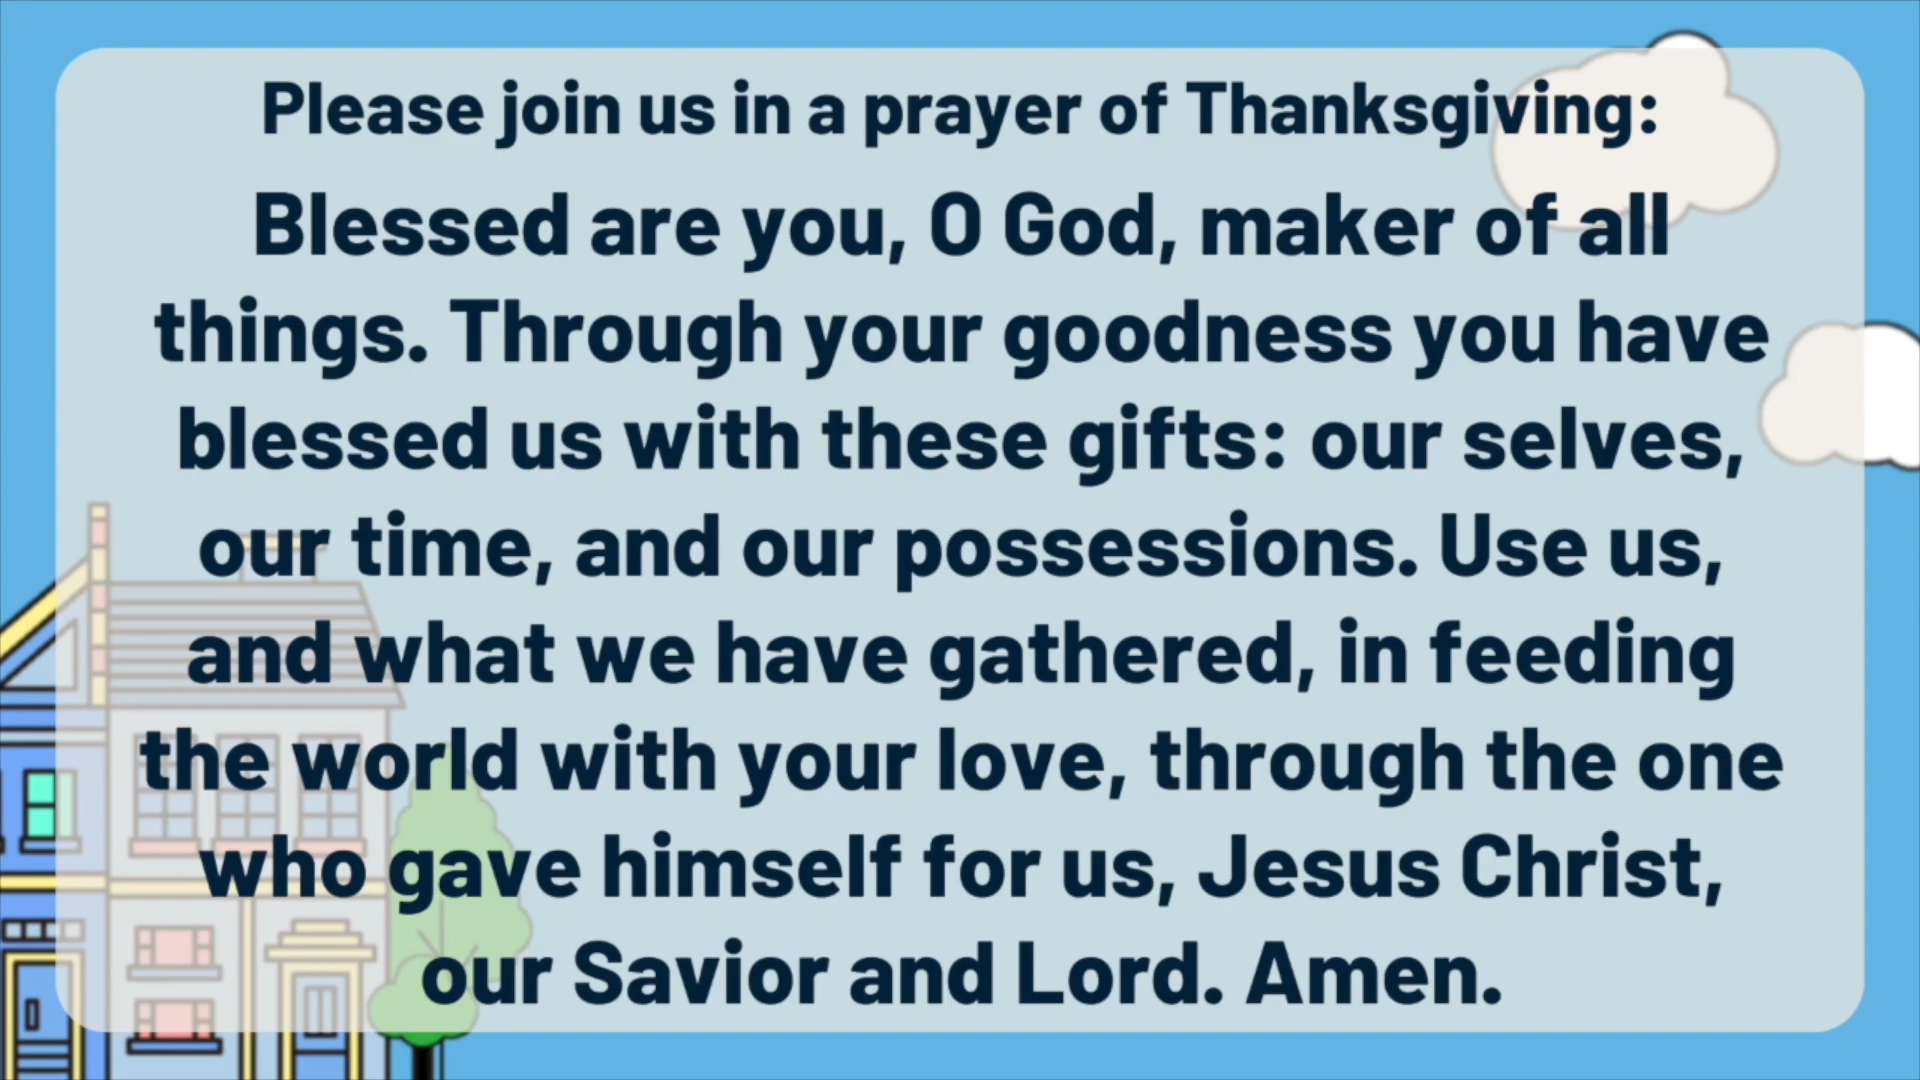 Please join us in a prayer of Thanksgiving:
Blessed are you, O God, maker of all
things. Through your goodness you have
blessed us with these gifts: our selves,
our time, and our possessions. Use us,
and what we have gathered, in feeding
the world with your love, through the one
who gave himself for us, Jesus Christ,
our Savior and Lord. Amen.